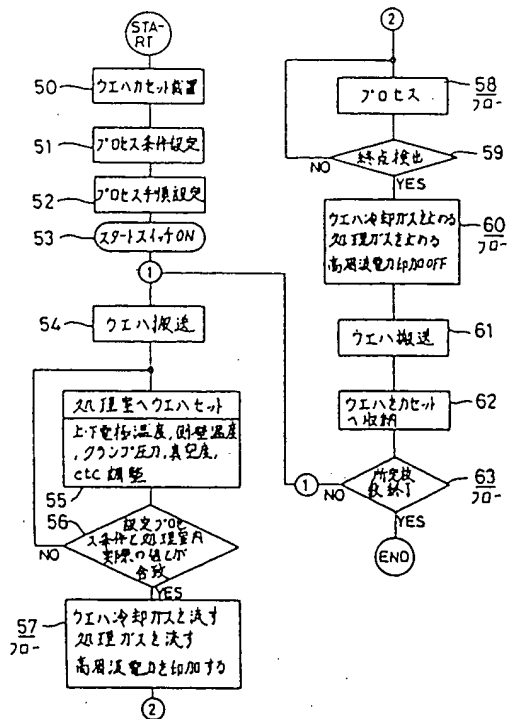 STA-
RT
50
ウエハカセット載置
51
プロセス条件設定
52
プロセス手順設定
53
スタートスイッチON
1
54
ウエハ搬送
処理室へウエハセット
上・下電極温度,側壁温度
,クランプ圧力,真空度,
etc 調整
55
56
設定プロセ
ス条件と処理室内
実際の値とが
合致
NO
YES
57
フロー
ウエハ冷却ガスを流す
処理ガスを流す
高周波電力を印加する
2
2
58
フロー
プロセス
59
終点検出
NO
YES
60
フロー
ウエハ冷却ガスを止める
処理ガスを止める
高周波電力印加OFF
61
ウエハ搬送
62
ウエハをカセット
へ収納
63
フロー
所定枚
数終了
1
NO
YES
END